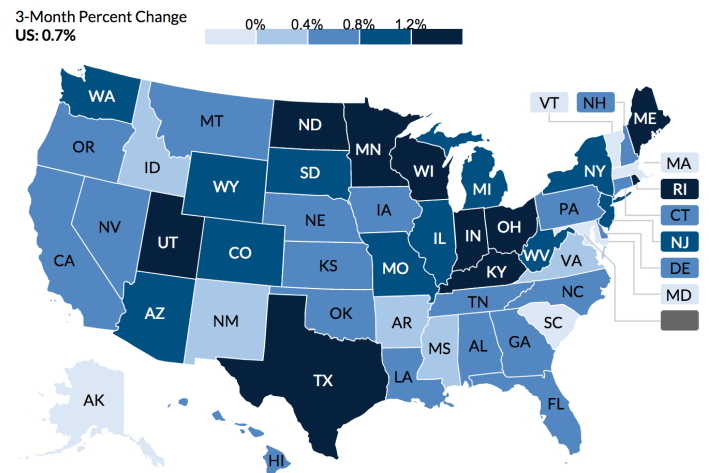 3-Month Percent Change
US: 0.7%
0% 0.4% 0.8% 1.2%
WA
VT NH
ME
MT
ND
OR
MN
ID
SD
WI
NY
MA
WY
MI
RI
NV
NE
IA
PA
CT
UT
CO
IL
IN
OH
NJ
CA
KS
MO
KY
WV
VA
DE
AZ
NM
OK
TN
NC
MD
AR
SC
MS
AL
GA
TX
LA
AK
FL
HI